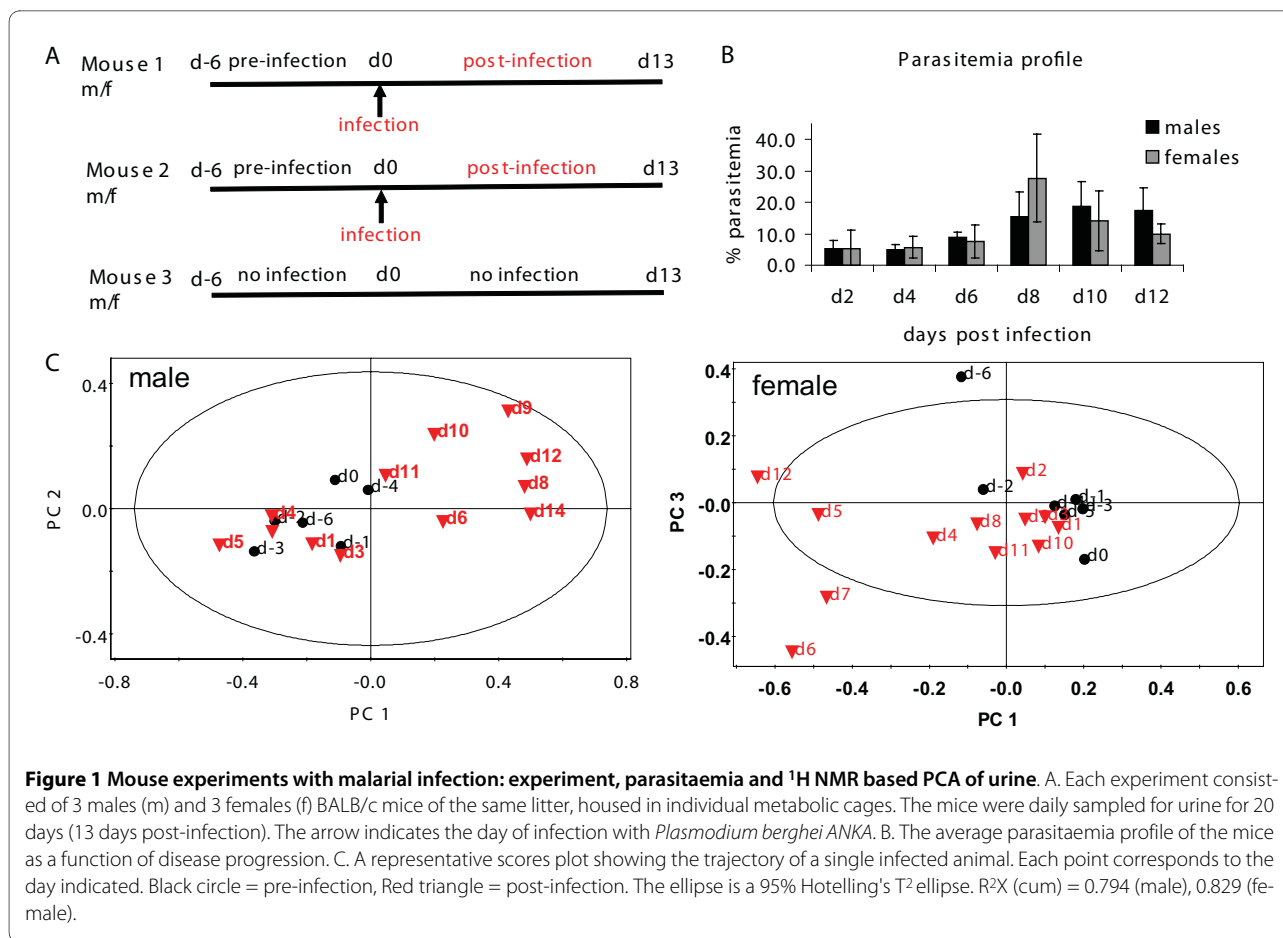 A
Mouse 1
m/f
d-6 pre-infection d0 post-infection d13
infection
Mouse 2
m/f
d-6 pre-infection d0 post-infection d13
infection
Mouse 3
m/f
d-6 no infection d0 no infection d13
B
Parasitemia profile
males
females
% parasitemia
40.0
30.0
20.0
10.0
0.0
d2 d4 d6 d8 d10 d12
days post infection
C
male
PC 2
0.4
0.0
-0.4
d9
d10
d12
d11
d8
d0
d-4
d14
d6
d4
d-2
d-6
d5
d-3
d1
d-1
d3
-0.8 -0.4 -0.0 0.4 0.8
PC 1
female
PC 3
0.4
0.2
-0.0
-0.2
-0.4
d-6
d12
d2
d-2
d-1
d-3
d5
d8
d1
d4
d11
d10
d0
d7
d6
-0.6 -0.4 -0.2 -0.0 0.2 0.4 0.6
PC 1
Figure 1 Mouse experiments with malarial infection: experiment, parasitaemia and ¹H NMR based PCA of urine. A. Each experiment consist-
ed of 3 males (m) and 3 females (f) BALB/c mice of the same litter, housed in individual metabolic cages. The mice were daily sampled for urine for 20
days (13 days post-infection). The arrow indicates the day of infection with Plasmodium berghei ANKA. B. The average parasitaemia profile of the mice
as a function of disease progression. C. A representative scores plot showing the trajectory of a single infected animal. Each point corresponds to the
day indicated. Black circle = pre-infection, Red triangle = post-infection. The ellipse is a 95% Hotelling's T² ellipse. R²X (cum) = 0.794 (male), 0.829 (fe-
male).